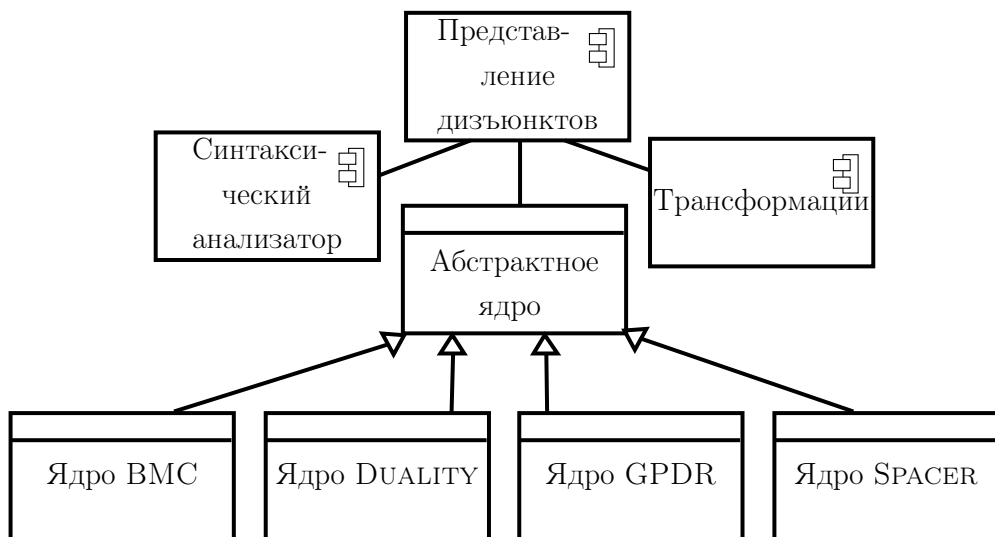 Представ-
ление
дизъюнктов
Синтакси-
ческий
анализатор
Трансформации
Абстрактное
ядро
Ядро BMC
Ядро DUALITY
Ядро GPDR
Ядро SPACER